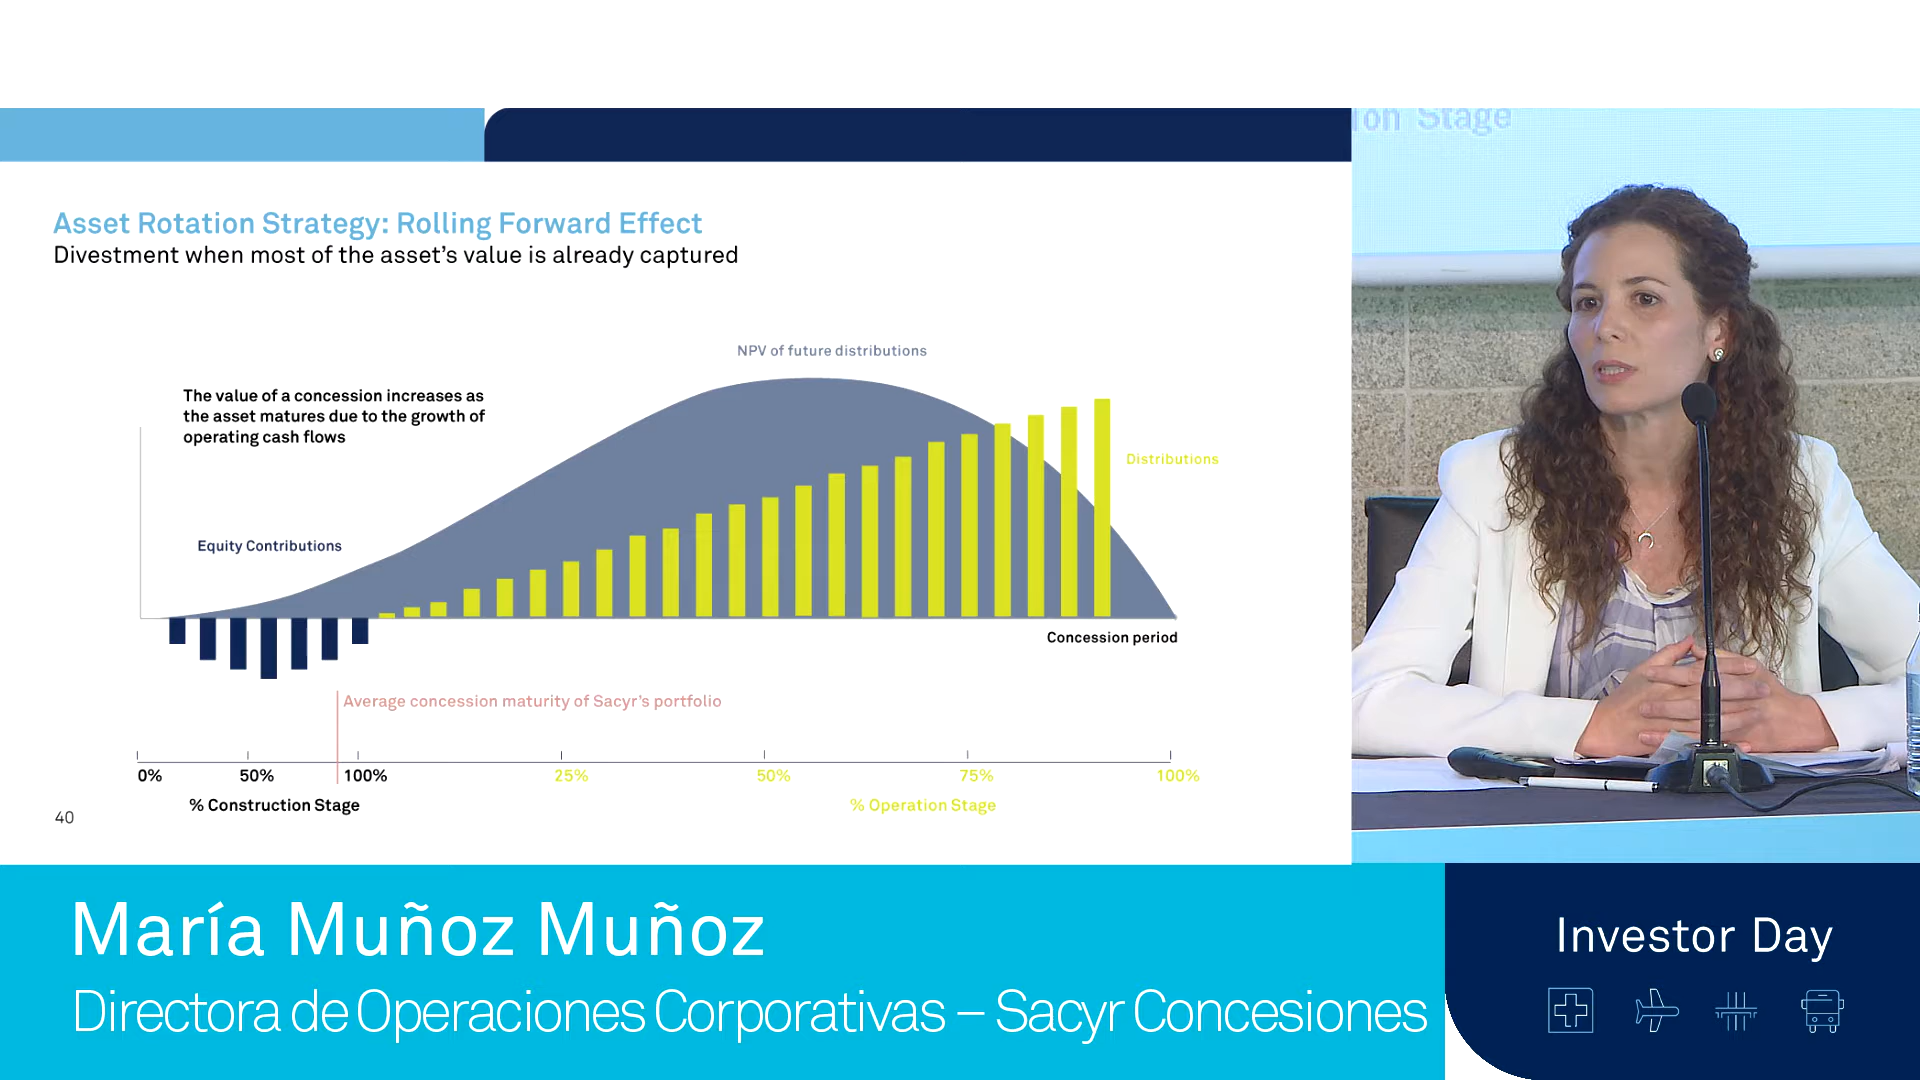 on Stage
Asset Rotation Strategy: Rolling Forward Effect
Divestment when most of the asset's value is already captured
NPV of future distributions
The value of a concession increases as
the asset matures due to the growth of
operating cash flows
Distributions
Equity Contributions
Concession period
Average concession maturity of Sacyr's portfolio
0% 50% 100% 25% 50% 75% 100%
% Construction Stage % Operation Stage
40
María Muñoz Muñoz
Directora de Operaciones Corporativas – Sacyr Concesiones
Investor Day